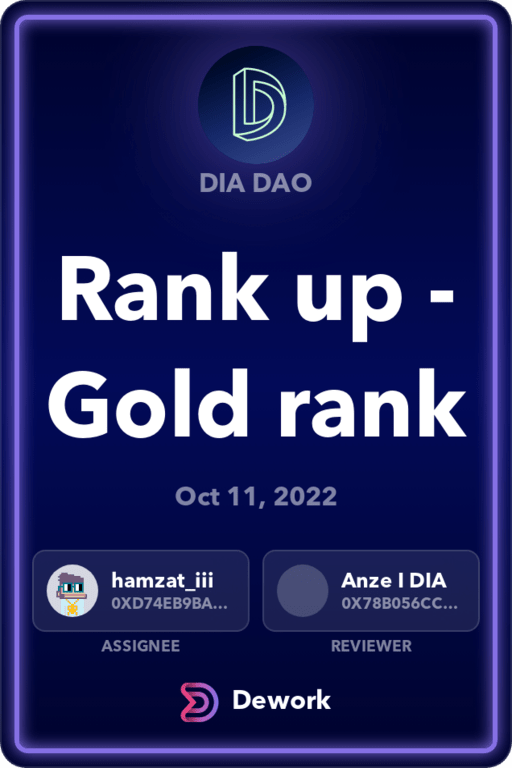 DIA DAO
Rank up -
Gold rank
Oct 11, 2022
hamzat_iii
0XD74EB9BA...
ASSIGNEE
Anze I DIA
0X78B056CC...
REVIEWER
Dework